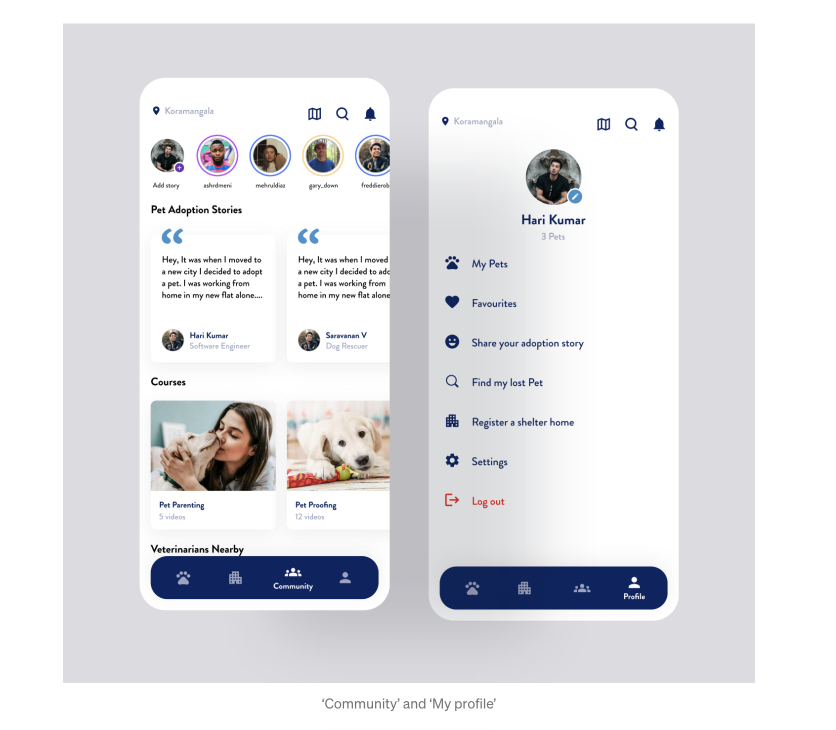 Koramangala
Add story
ashrdmeni
mehruldiaz
gary_down
freddierob
Pet Adoption Stories
Hey, It was when I moved to
a new city I decided to adopt
a pet. I was working from
home in my new flat alone....
Hari Kumar
Software Engineer
Hey, It was when I moved
a new city I decided to adc
a pet. I was working from
home in my new flat alone
Saravanan V
Dog Rescuer
Courses
Pet Parenting
5 videos
Pet Proofing
12 videos
Veterinarians Nearby
Community
Koramangala
Hari Kumar
3 Pets
My Pets
Favourites
Share your adoption story
Find my lost Pet
Register a shelter home
Settings
Log out
Profile
‘Community’ and ‘My profile’